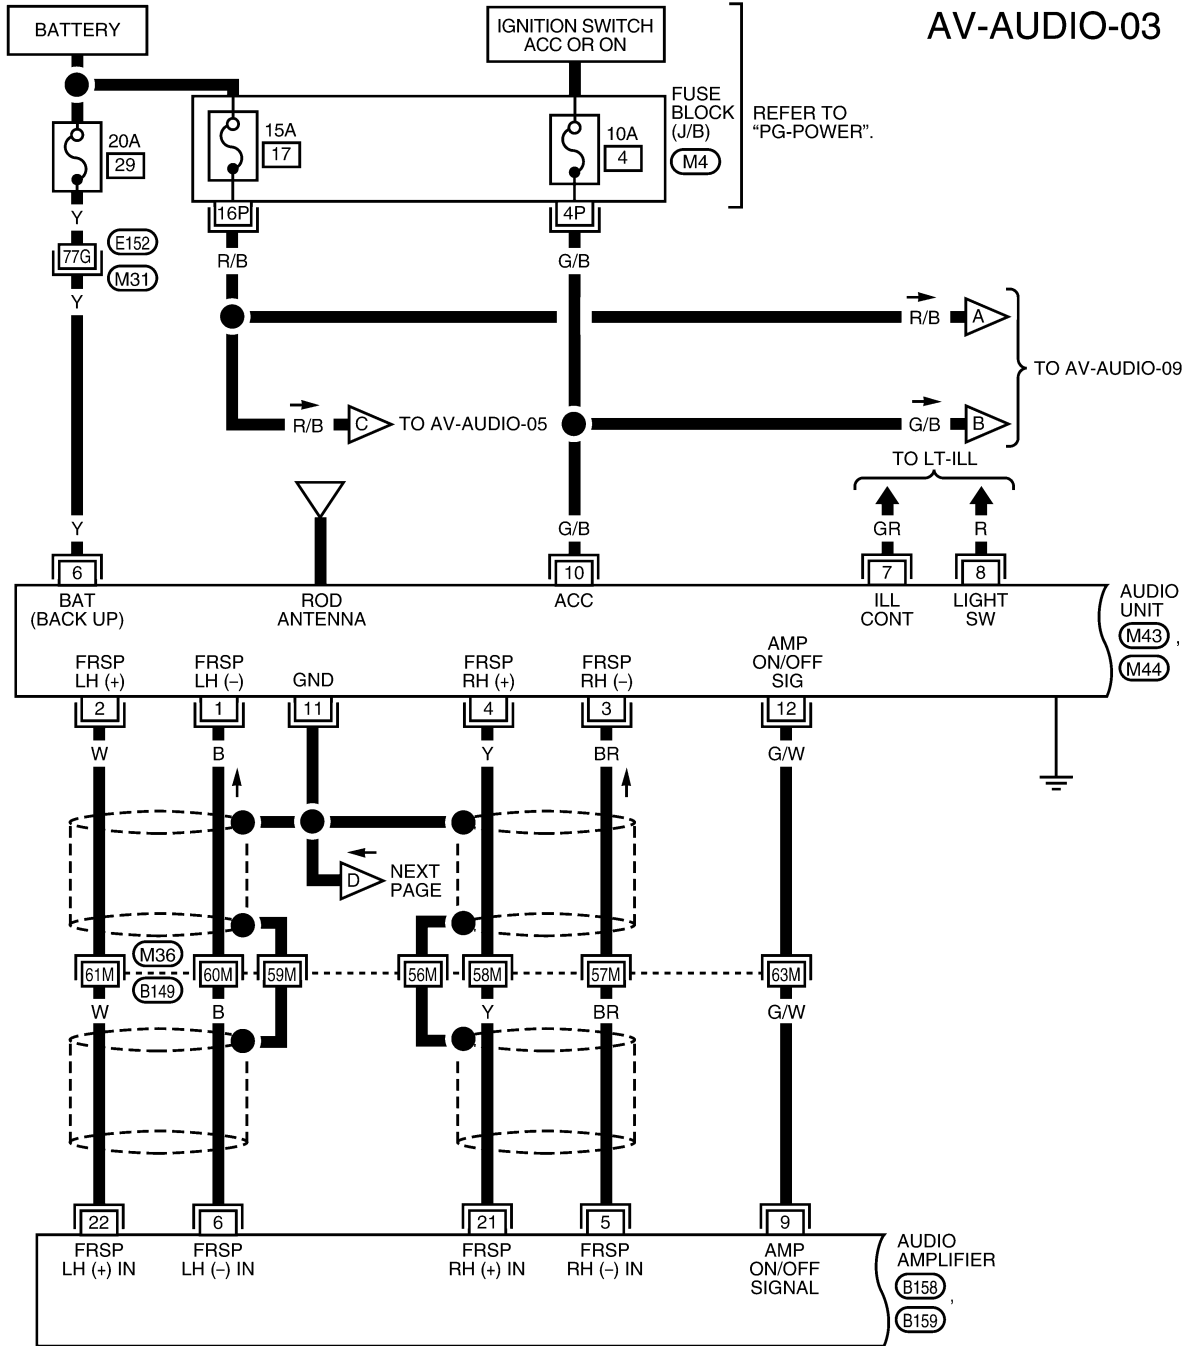 AV-AUDIO-03
BATTERY
IGNITION SWITCH
ACC OR ON
FUSE
BLOCK
(J/B)
M4
REFER TO
“PG-POWER”.
20A
29
15A
17
10A
4
16P
4P
Y
77G
E152
M31
Y
R/B
G/B
R/B
A
TO AV-AUDIO-09
R/B
C
TO AV-AUDIO-05
G/B
B
TO LT-ILL
Y
G/B
GR
R
6
10
7
8
BAT
(BACK UP)
ROD
ANTENNA
ACC
ILL
CONT
LIGHT
SW
AUDIO
UNIT
M43 ,
M44
FRSP
LH (+)
FRSP
LH (–)
GND
FRSP
RH (+)
FRSP
RH (–)
AMP
ON/OFF
SIG
2
1
11
4
3
12
W
B
Y
BR
G/W
D
NEXT
PAGE
M36
B149
61M
60M
59M
56M
58M
57M
63M
W
B
Y
BR
G/W
22
6
21
5
9
FRSP
LH (+) IN
FRSP
LH (–) IN
FRSP
RH (+) IN
FRSP
RH (–) IN
AMP
ON/OFF
SIGNAL
AUDIO
AMPLIFIER
B158 ,
B159